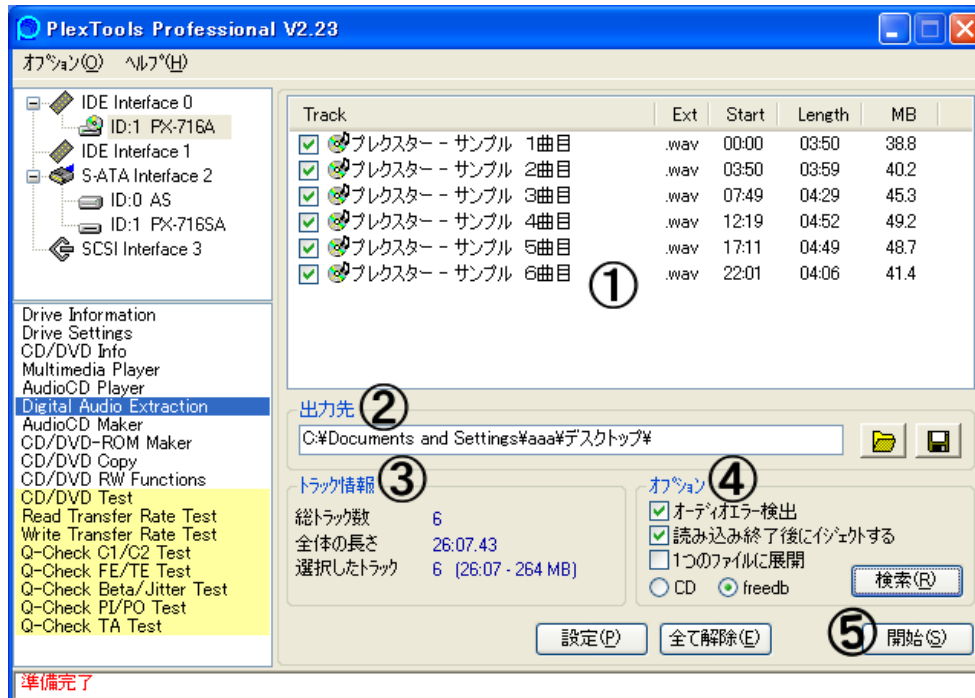 PlexTools Professional V2.23
オプション(O) ヘルプ(H)
IDE Interface 0
ID:1 PX-716A
IDE Interface 1
S-ATA Interface 2
ID:0 AS
ID:1 PX-716SA
SCSI Interface 3
Drive Information
Drive Settings
CD/DVD Info
Multimedia Player
AudioCD Player
Digital Audio Extraction
AudioCD Maker
CD/DVD-ROM Maker
CD/DVD Copy
CD/DVD RW Functions
CD/DVD Test
Read Transfer Rate Test
Write Transfer Rate Test
Q-Check C1/C2 Test
Q-Check FE/TE Test
Q-Check Beta/Jitter Test
Q-Check PI/PO Test
Q-Check TA Test
Track Ext Start Length MB
プレクスター - サンプル 1曲目 .wav 00:00 03:50 38.8
プレクスター - サンプル 2曲目 .wav 03:50 03:59 40.2
プレクスター - サンプル 3曲目 .wav 07:49 04:29 45.3
プレクスター - サンプル 4曲目 .wav 12:19 04:52 49.2
プレクスター - サンプル 5曲目 .wav 17:11 04:49 48.7
プレクスター - サンプル 6曲目 .wav 22:01 04:06 41.4
①
出力先 ②
C:¥Documents and Settings¥aaa¥デスクトップ¥
トラック情報 ③
総トラック数 6
全体の長さ 26:07.43
選択したトラック 6 (26:07 - 264 MB)
オプション ④
オーディオエラー検出
読み込み終了後にイジェクトする
1つのファイルに展開
CD freedb 検索(R)
設定(P) 全て解除(E) ⑤ 開始(S)
準備完了